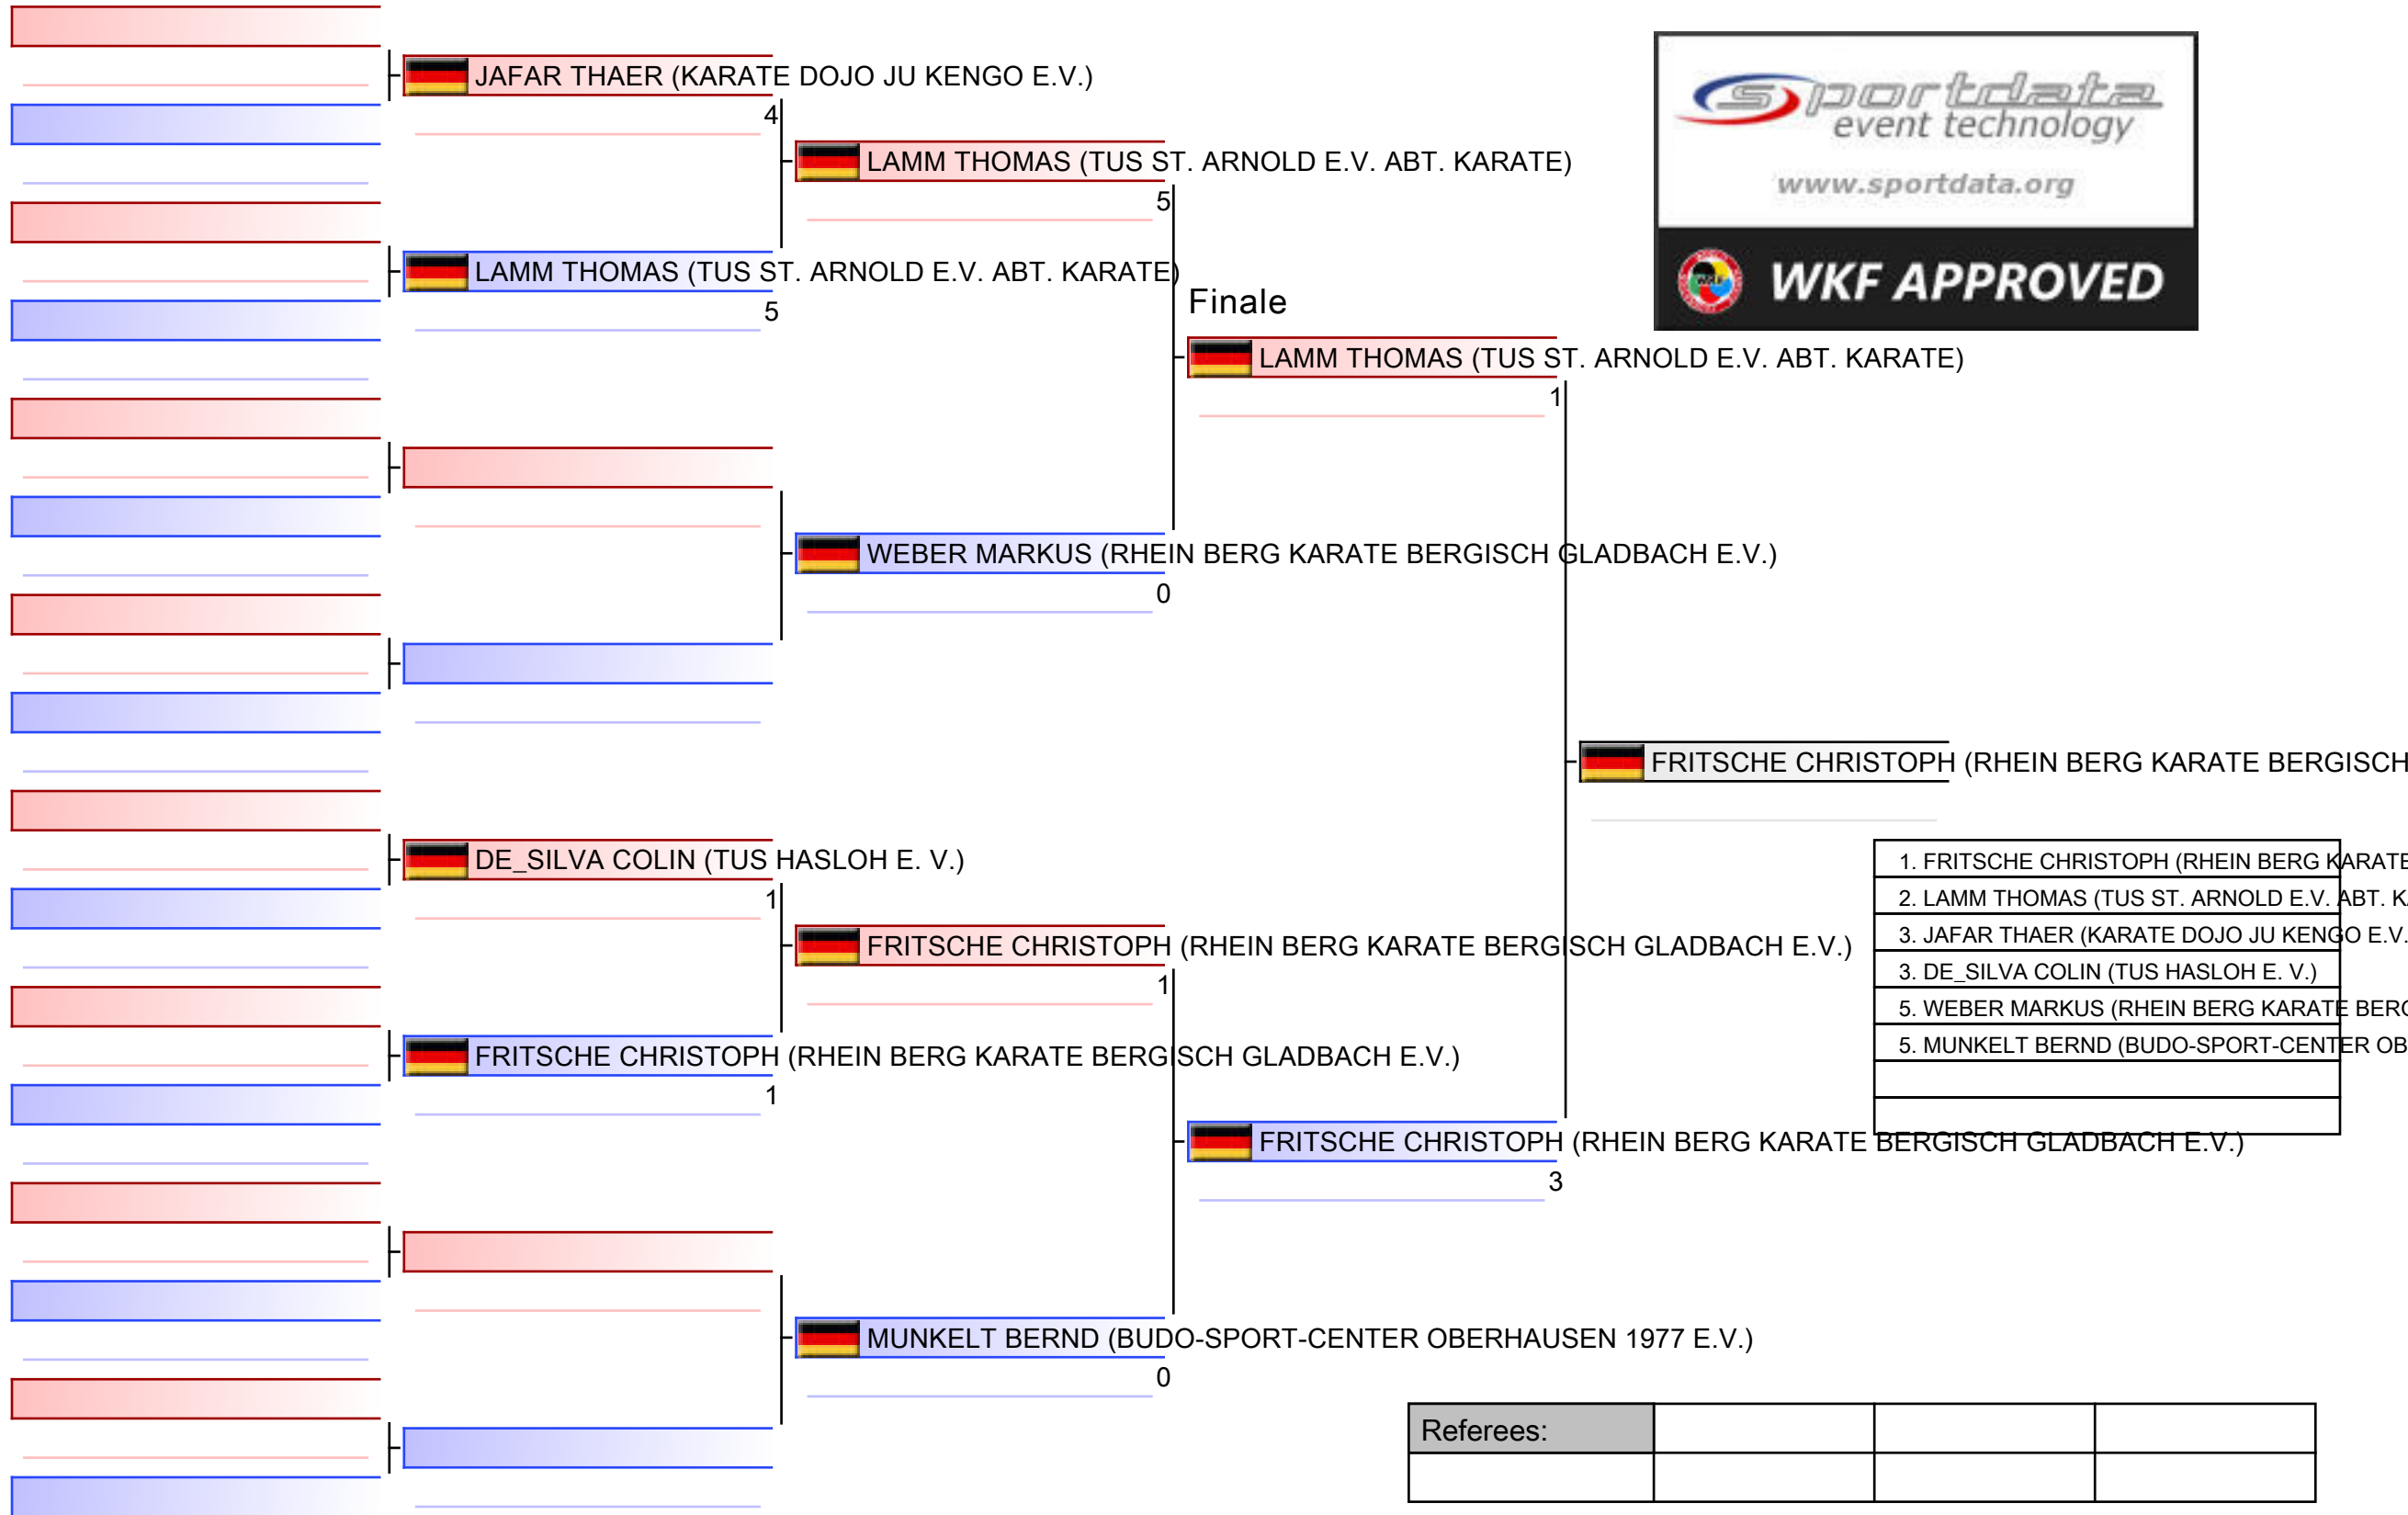 JAFAR THAER (KARATE DOJO JU KENGO E.V.)
4
LAMM THOMAS (TUS ST. ARNOLD E.V. ABT. KARATE)
5
LAMM THOMAS (TUS ST. ARNOLD E.V. ABT. KARATE)
5
Finale
LAMM THOMAS (TUS ST. ARNOLD E.V. ABT. KARATE)
1
WEBER MARKUS (RHEIN BERG KARATE BERGISCH GLADBACH E.V.)
0
sportdata
event technology
www.sportdata.org
WKF
WKF APPROVED
FRITSCHE CHRISTOPH (RHEIN BERG KARATE BERGISCH
DE_SILVA COLIN (TUS HASLOH E. V.)
1
FRITSCHE CHRISTOPH (RHEIN BERG KARATE BERGISCH GLADBACH E.V.)
1
FRITSCHE CHRISTOPH (RHEIN BERG KARATE BERGISCH GLADBACH E.V.)
1
FRITSCHE CHRISTOPH (RHEIN BERG KARATE BERGISCH GLADBACH E.V.)
3
MUNKELT BERND (BUDO-SPORT-CENTER OBERHAUSEN 1977 E.V.)
0
1. FRITSCHE CHRISTOPH (RHEIN BERG KARATE
2. LAMM THOMAS (TUS ST. ARNOLD E.V. ABT. KA
3. JAFAR THAER (KARATE DOJO JU KENGO E.V.
3. DE_SILVA COLIN (TUS HASLOH E. V.)
5. WEBER MARKUS (RHEIN BERG KARATE BERG
5. MUNKELT BERND (BUDO-SPORT-CENTER OB
Referees: